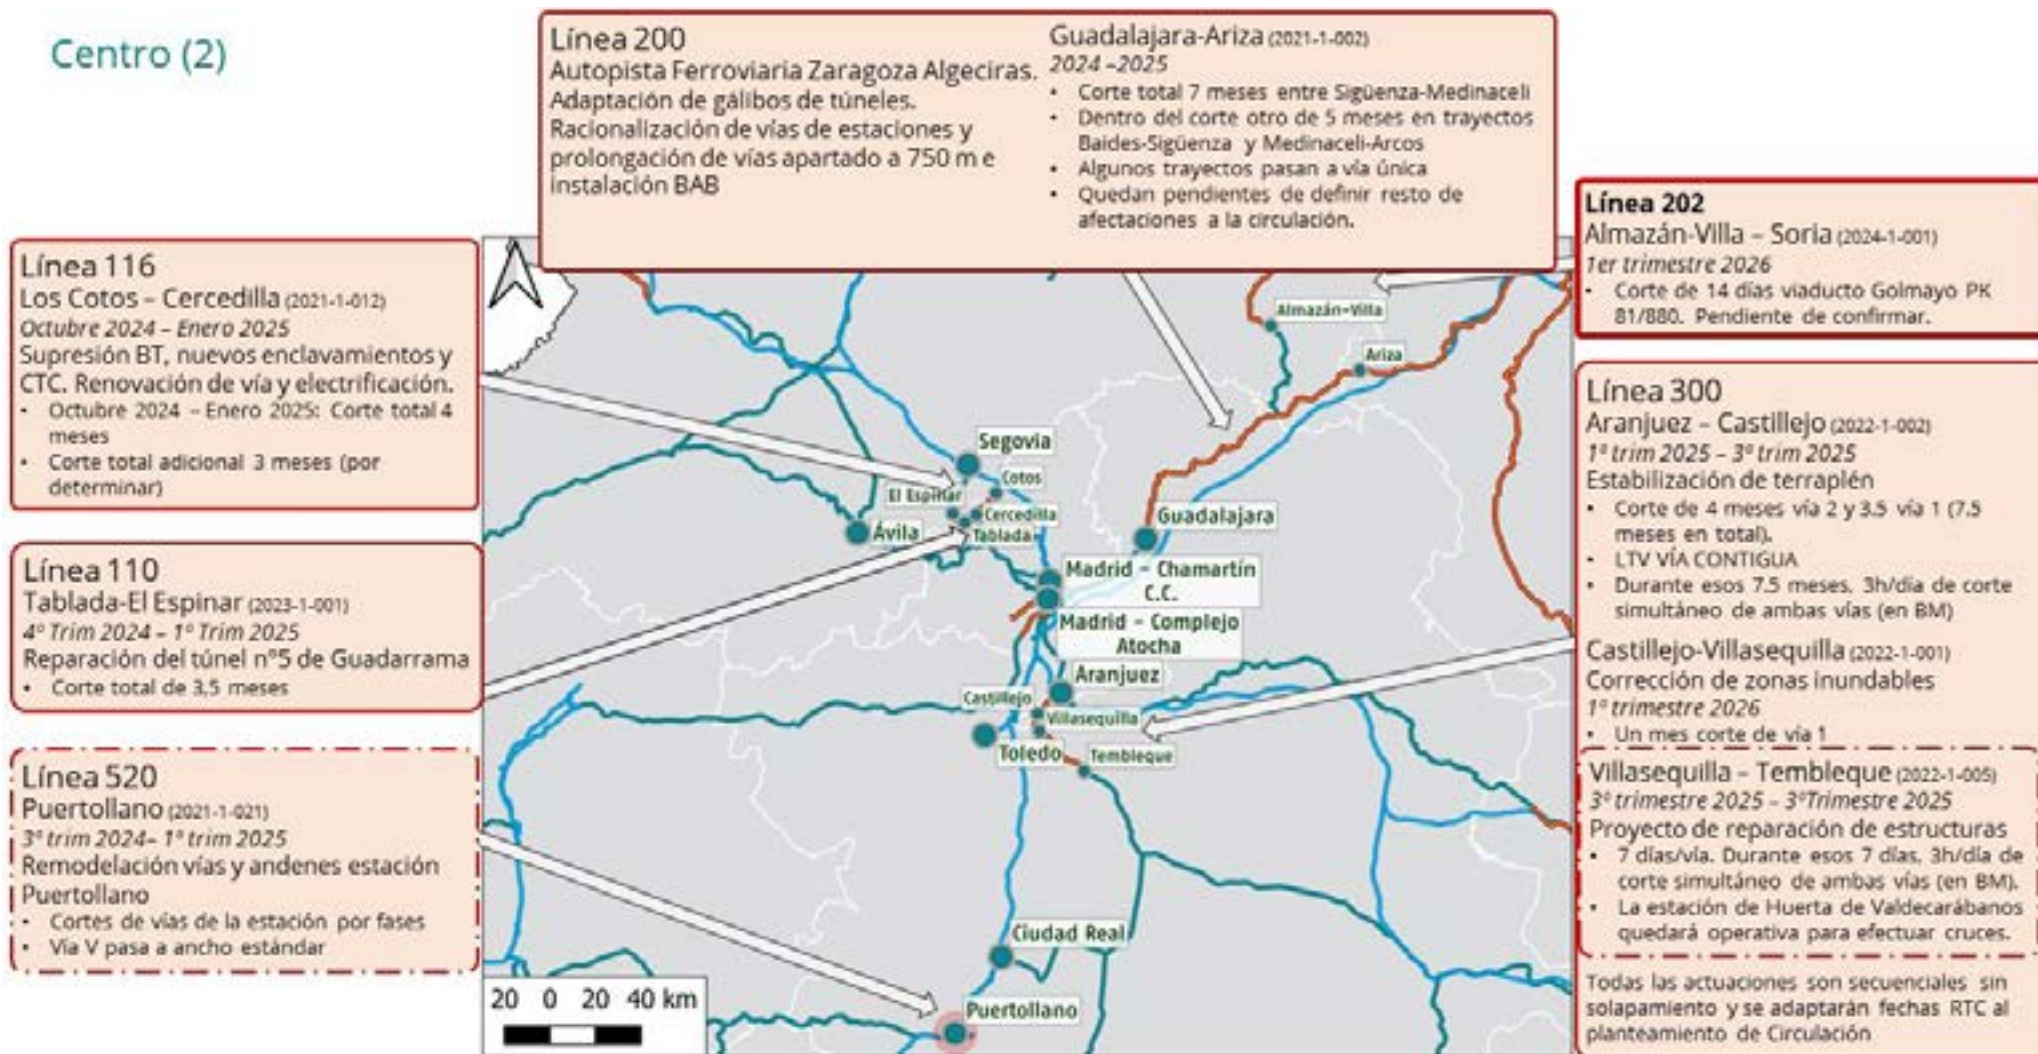 Centro (2)
Línea 200
Autopista Ferroviaria Zaragoza Algeciras.
Adaptación de gálibos de túneles.
Racionalización de vías de estaciones y
prolongación de vías apartado a 750 m e
instalación BAB
Guadalajara-Ariza (2021-1-002)
2024 –2025
• Corte total 7 meses entre Sigüenza-Medinaceli
• Dentro del corte otro de 5 meses en trayectos
Baides-Sigüenza y Medinaceli-Arcos
• Algunos trayectos pasan a vía única
• Quedan pendientes de definir resto de
afectaciones a la circulación.
Línea 116
Los Cotos – Cercedilla (2021-1-012)
Octubre 2024 – Enero 2025
Supresión BT, nuevos enclavamientos y
CTC. Renovación de vía y electrificación.
• Octubre 2024 – Enero 2025: Corte total 4
meses
• Corte total adicional 3 meses (por
determinar)
Línea 110
Tablada-El Espinar (2023-1-001)
4º Trim 2024 – 1º Trim 2025
Reparación del túnel nº5 de Guadarrama
• Corte total de 3,5 meses
Línea 520
Puertollano (2021-1-021)
3º trim 2024– 1º trim 2025
Remodelación vías y andenes estación
Puertollano
• Cortes de vías de la estación por fases
• Vía V pasa a ancho estándar
Línea 202
Almazán-Villa – Soria (2024-1-001)
1er trimestre 2026
• Corte de 14 días viaducto Golmayo PK
81/880. Pendiente de confirmar.
Línea 300
Aranjuez – Castillejo (2022-1-002)
1º trim 2025 – 3º trim 2025
Estabilización de terraplén
• Corte de 4 meses vía 2 y 3.5 vía 1 (7.5
meses en total).
• LTV VÍA CONTIGUA
• Durante esos 7.5 meses, 3h/día de corte
simultáneo de ambas vías (en BM)
Castillejo-Villasequilla (2022-1-001)
Corrección de zonas inundables
1º trimestre 2026
• Un mes corte de vía 1
Villasequilla – Tembleque (2022-1-005)
3º trimestre 2025 – 3ºTrimestre 2025
Proyecto de reparación de estructuras
• 7 días/vía. Durante esos 7 días, 3h/día de
corte simultáneo de ambas vías (en BM).
• La estación de Huerta de Valdecarábanos
quedará operativa para efectuar cruces.
Todas las actuaciones son secuenciales sin
solapamiento y se adaptarán fechas RTC al
planteamiento de Circulación
Almazán-Villa
Ariza
Segovia
Cotos
El Espinar
Cercedilla
Ávila
Tablada
Guadalajara
Madrid – Chamartín
C.C.
Madrid – Complejo
Atocha
Aranjuez
Castillejo
Villasequilla
Toledo
Tembleque
Ciudad Real
Puertollano
20 0 20 40 km